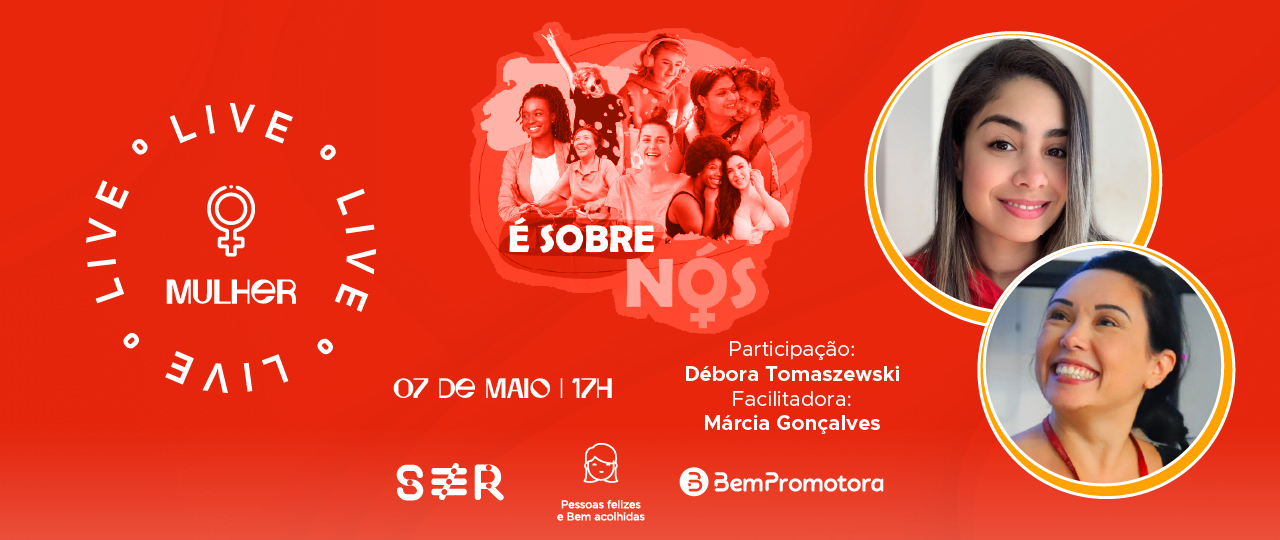 LIVE o LIVE o LIVE o LIVE o
MULHER
É SOBRE
NÓS
07 DE MAIO | 17H
Participação:
Débora Tomaszewski
Facilitadora:
Márcia Gonçalves
SER
Pessoas felizes
e Bem acolhidas
BemPromotora